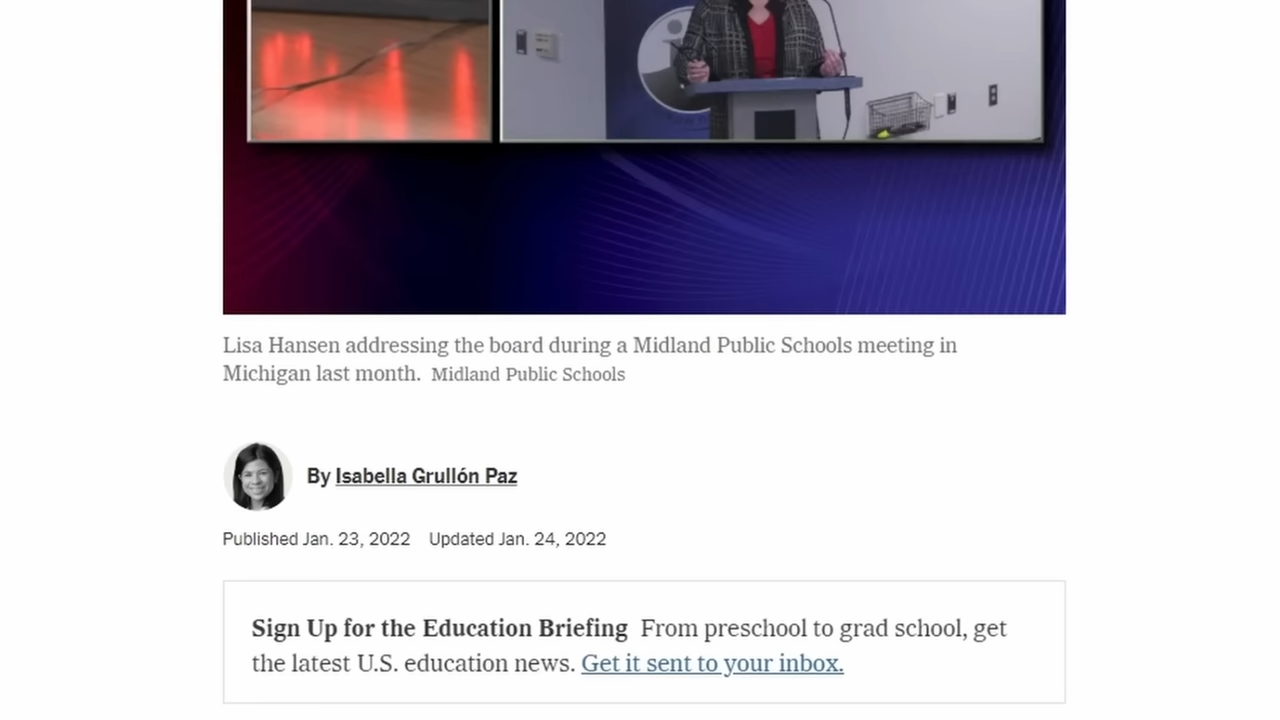 Lisa Hansen addressing the board during a Midland Public Schools meeting in
Michigan last month. Midland Public Schools
By Isabella Grullón Paz
Published Jan. 23, 2022 Updated Jan. 24, 2022
Sign Up for the Education Briefing From preschool to grad school, get
the latest U.S. education news. Get it sent to your inbox.